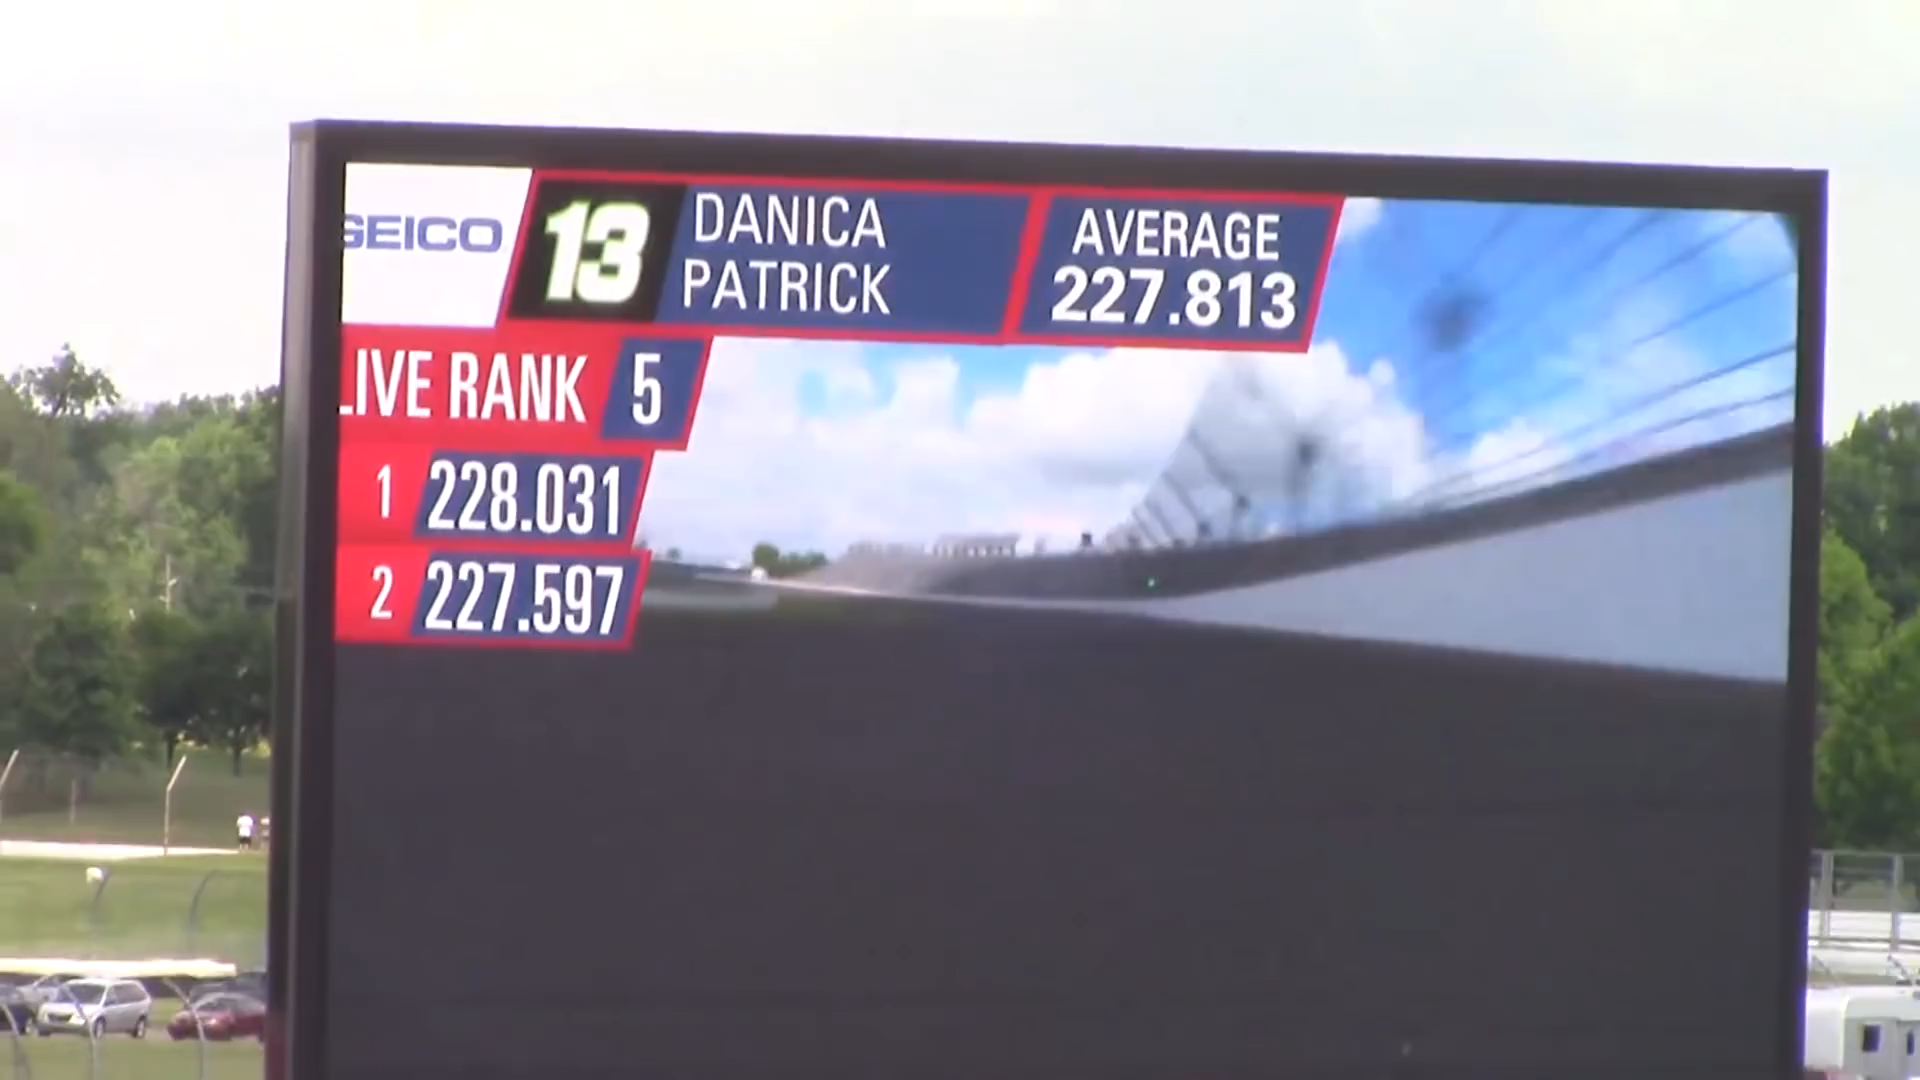 GEICO
13
DANICA
PATRICK
AVERAGE
227.813
LIVE RANK 5
1 228.031
2 227.597